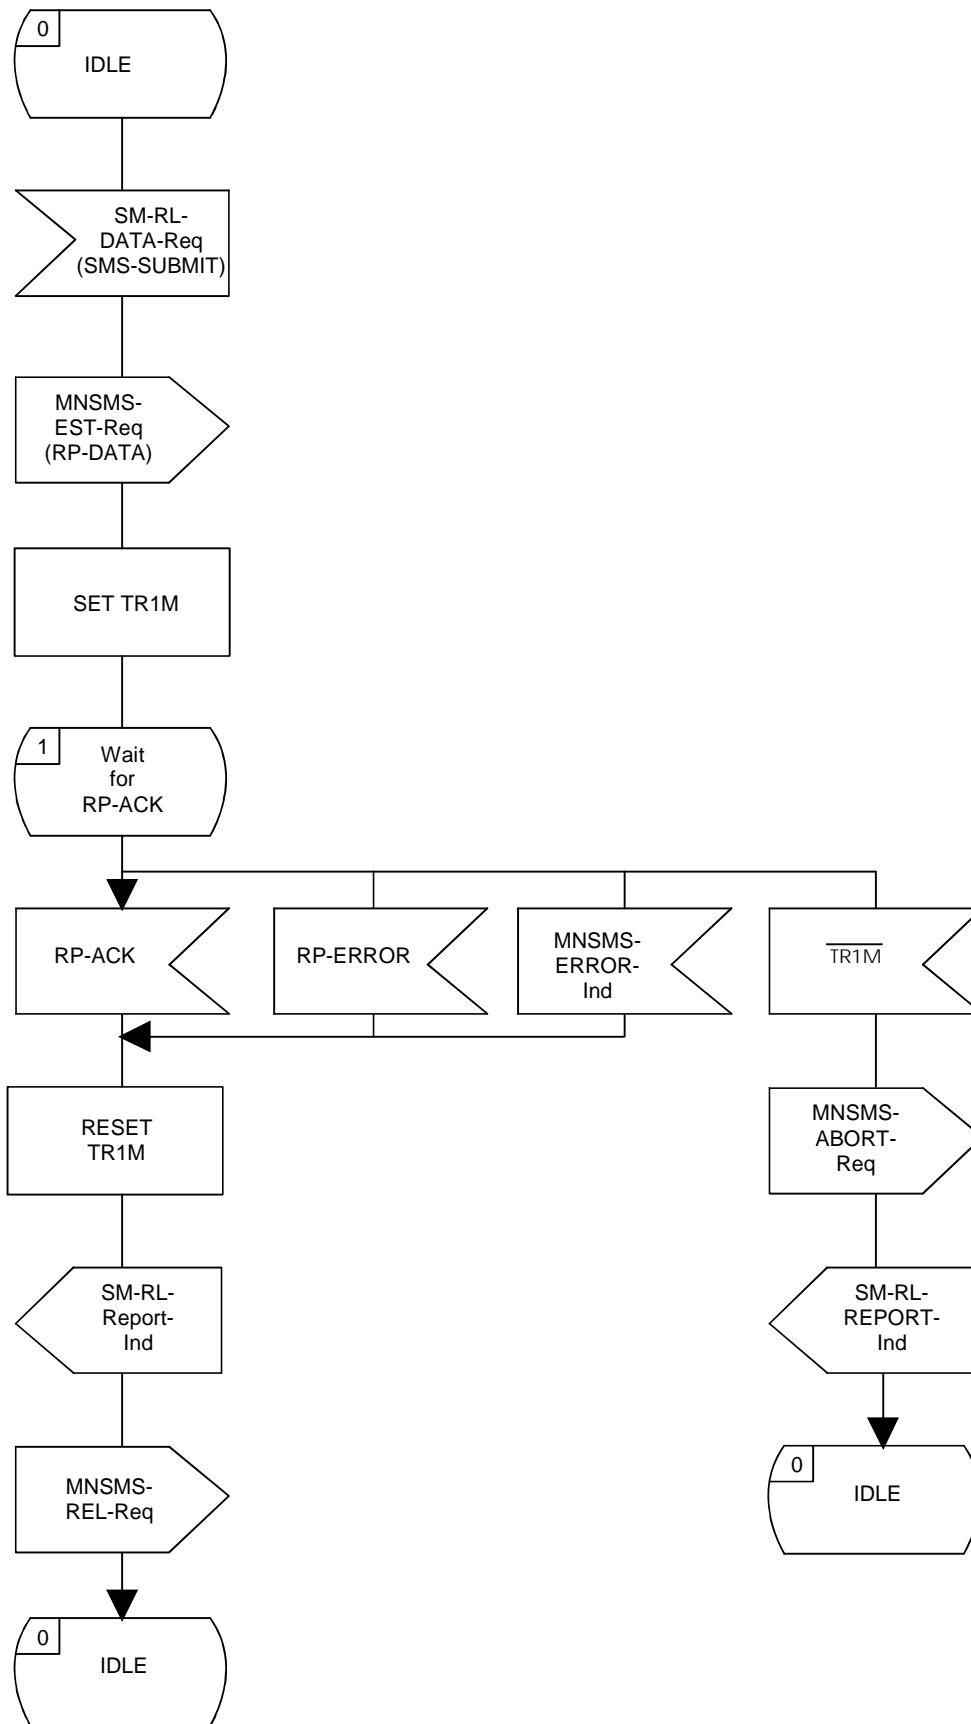 0
IDLE
SM-RL-
DATA-Req
(SMS-SUBMIT)
MNSMS-
EST-Req
(RP-DATA)
SET TR1M
1
Wait
for
RP-ACK
RP-ACK
RP-ERROR
MNSMS-
ERROR-
Ind
TR1M
RESET
TR1M
MNSMS-
ABORT-
Req
SM-RL-
Report-
Ind
SM-RL-
REPORT-
Ind
MNSMS-
REL-Req
0
IDLE
0
IDLE